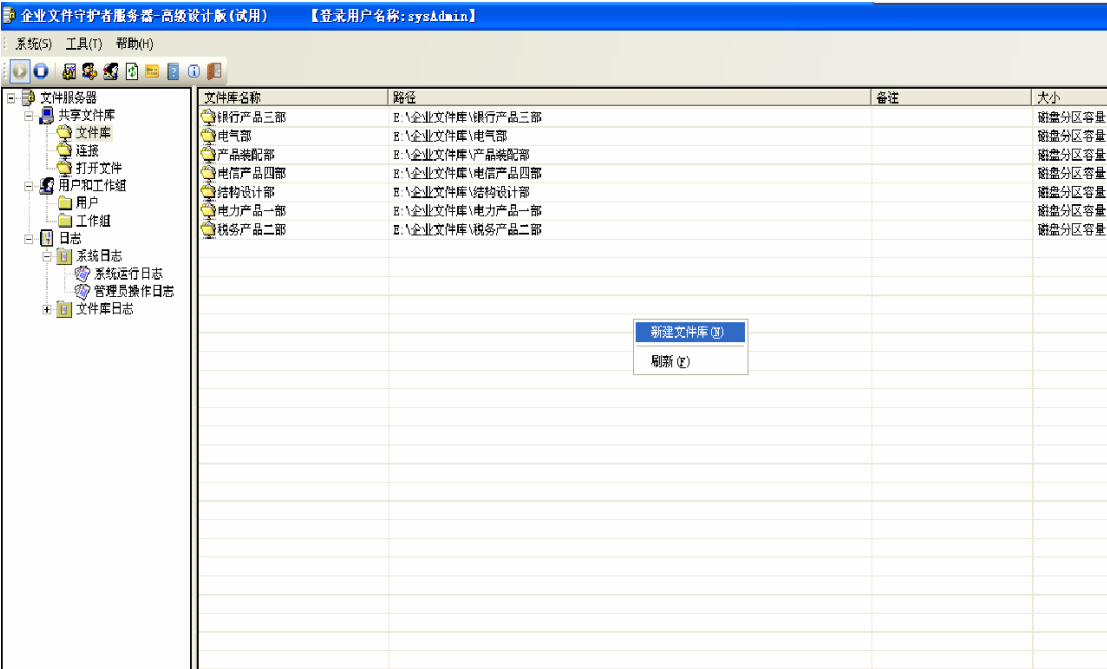 企业文件守护者服务器-高级设计版(试用) 【登录用户名称:sysAdmin】
系统(S) 工具(T) 帮助(H)
文件服务器
共享文件库
文件库
连接
打开文件
用户和工作组
用户
工作组
日志
系统日志
系统运行日志
管理员操作日志
文件库日志
文件库名称 路径 备注 大小
银行产品三部 E:\企业文件库\银行产品三部 磁盘分区容量
电气部 E:\企业文件库\电气部 磁盘分区容量
产品装配部 E:\企业文件库\产品装配部 磁盘分区容量
电信产品四部 E:\企业文件库\电信产品四部 磁盘分区容量
结构设计部 E:\企业文件库\结构设计部 磁盘分区容量
电力产品一部 E:\企业文件库\电力产品一部 磁盘分区容量
税务产品二部 E:\企业文件库\税务产品二部 磁盘分区容量
新建文件库(N)
刷新(F)